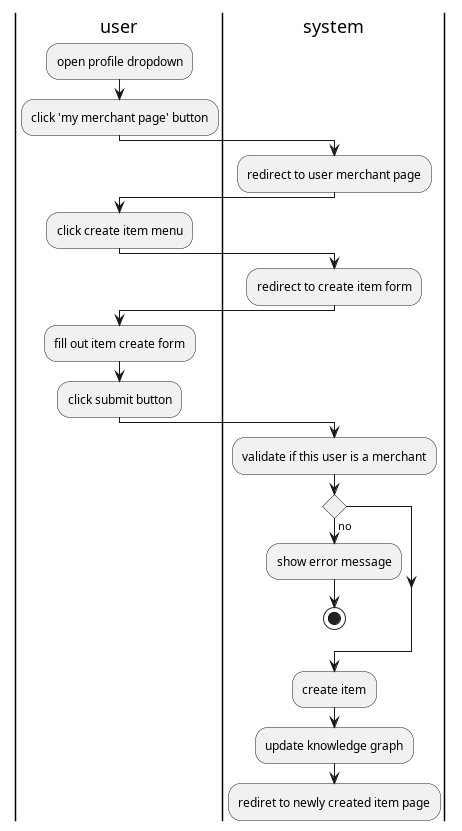 user
system
open profile dropdown
click 'my merchant page' button
redirect to user merchant page
click create item menu
redirect to create item form
fill out item create form
click submit button
validate if this user is a merchant
no
show error message
create item
update knowledge graph
rediret to newly created item page